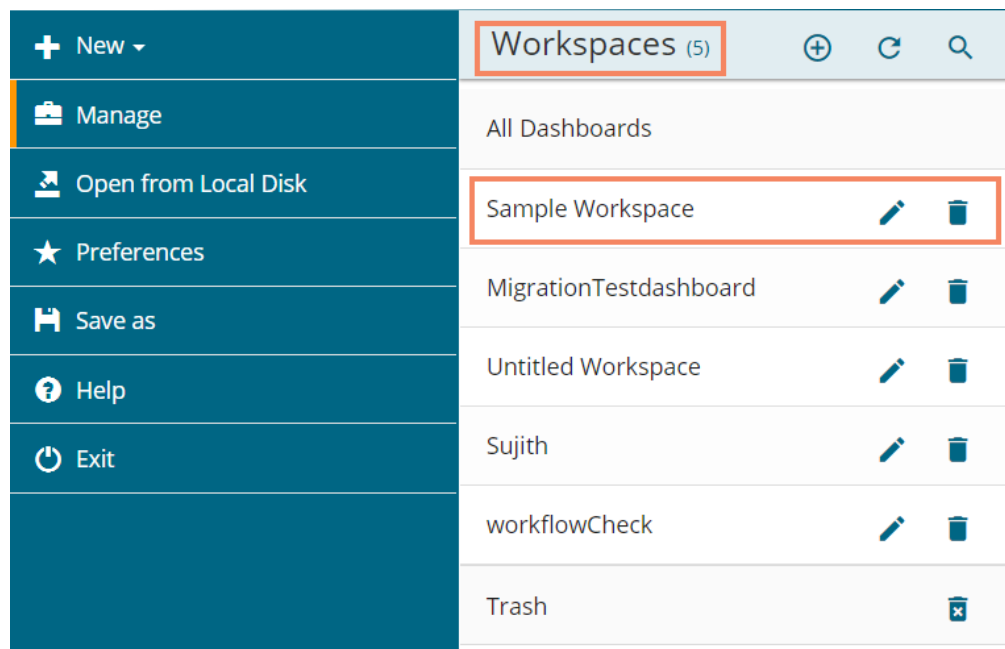 New
Manage
Open from Local Disk
Preferences
Save as
Help
Exit
Workspaces (5)
All Dashboards
Sample Workspace
MigrationTestdashboard
Untitled Workspace
Sujith
workflowCheck
Trash